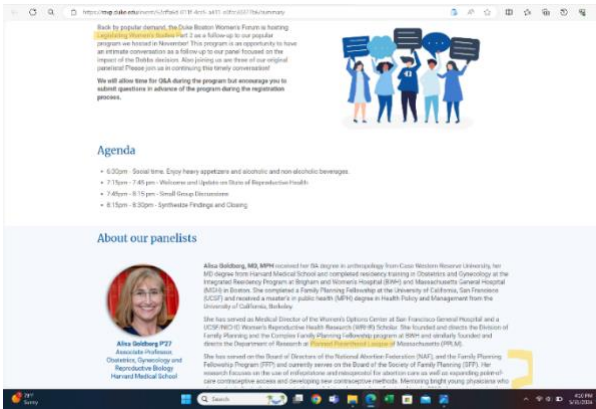 Back by popular demand, the Duke Boston Women's Forum is hosting
Legislating Women's Bodies Part 2 as a follow-up to our popular
program we hosted in November! This program is an opportunity to have
an intimate conversation as a follow-up to our panel focused on the
impact of the Dobbs decision. Also joining us are three of our original
panelists! Please join us in continuing this timely conversation!
We will allow time for Q&A during the program but encourage you to
submit questions in advance of the program during the registration
process.
Agenda
• 6:30pm - Social time. Enjoy heavy appetizers and alcoholic and non-alcoholic beverages.
• 7:15pm - 7:45 pm - Welcome and Update on State of Reproductive Health
• 7:45pm - 8:15 pm - Small Group Discussions
• 8:15pm - 8:30pm - Synthesize Findings and Closing
About our panelists
Alisa Goldberg, MD, MPH received her BA degree in anthropology from Case Western Reserve University, her
MD degree from Harvard Medical School and completed residency training in Obstetrics and Gynecology at the
Integrated Residency Program at Brigham and Women's Hospital (BWH) and Massachusetts General Hospital
(MGH) in Boston. She completed a Family Planning Fellowship at the University of California, San Francisco
(UCSF) and received a master's in public health (MPH) degree in Health Policy and Management from the
University of California, Berkeley.
She has served as Medical Director of the Women's Options Center at San Francisco General Hospital and a
UCSF/NICHD Women's Reproductive Health Research (WRHR) Scholar. She founded and directs the Division of
Family Planning and the Complex Family Planning Fellowship program at BWH and similarly founded and
directs the Department of Research at Planned Parenthood League of Massachusetts (PPLM).
She has served on the Board of Directors of the National Abortion Federation (NAF), and the Family Planning
Fellowship Program (FFP) and currently serves on the Board of the Society of Family Planning (SFP). Her
research focuses on the use of mifepristone and misoprostol for abortion care as well as expanding point-of-
care contraceptive access and developing new contraceptive methods. Mentoring bright young physicians who
Alisa Goldberg P'27
Associate Professor
Obstetrics, Gynecology and
Reproductive Biology
Harvard Medical School
Sunny
Search